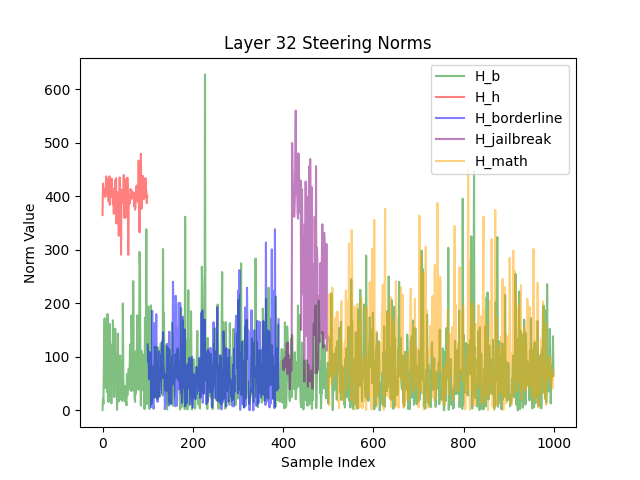 Layer 32 Steering Norms
Norm Value
600
500
400
300
200
100
0
H_b
H_h
H_borderline
H_jailbreak
H_math
0
200
400
600
800
1000
Sample Index